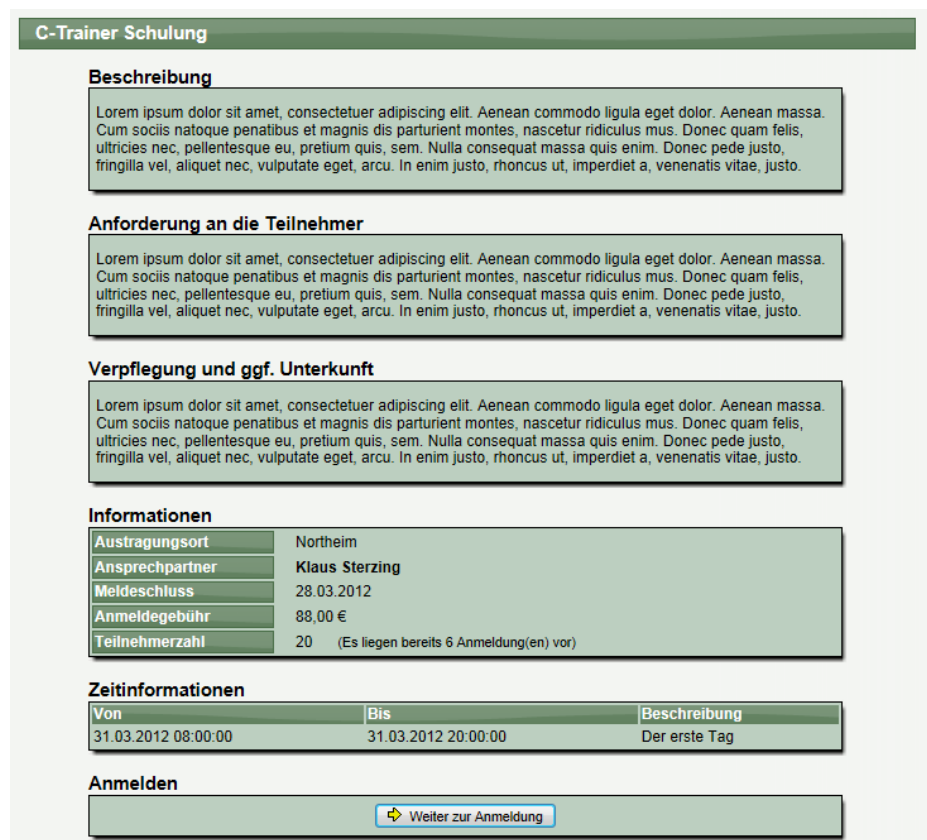 C-Trainer Schulung
Beschreibung
Lorem ipsum dolor sit amet, consectetuer adipiscing elit. Aenean commodo ligula eget dolor. Aenean massa.
Cum sociis natoque penatibus et magnis dis parturient montes, nascetur ridiculus mus. Donec quam felis,
ultricies nec, pellentesque eu, pretium quis, sem. Nulla consequat massa quis enim. Donec pede justo,
fringilla vel, aliquet nec, vulputate eget, arcu. In enim justo, rhoncus ut, imperdiet a, venenatis vitae, justo.
Anforderung an die Teilnehmer
Lorem ipsum dolor sit amet, consectetuer adipiscing elit. Aenean commodo ligula eget dolor. Aenean massa.
Cum sociis natoque penatibus et magnis dis parturient montes, nascetur ridiculus mus. Donec quam felis,
ultricies nec, pellentesque eu, pretium quis, sem. Nulla consequat massa quis enim. Donec pede justo,
fringilla vel, aliquet nec, vulputate eget, arcu. In enim justo, rhoncus ut, imperdiet a, venenatis vitae, justo.
Verpflegung und ggf. Unterkunft
Lorem ipsum dolor sit amet, consectetuer adipiscing elit. Aenean commodo ligula eget dolor. Aenean massa.
Cum sociis natoque penatibus et magnis dis parturient montes, nascetur ridiculus mus. Donec quam felis,
ultricies nec, pellentesque eu, pretium quis, sem. Nulla consequat massa quis enim. Donec pede justo,
fringilla vel, aliquet nec, vulputate eget, arcu. In enim justo, rhoncus ut, imperdiet a, venenatis vitae, justo.
Informationen
Austragungsort Northeim
Ansprechpartner Klaus Sterzing
Meldeschluss 28.03.2012
Anmeldegebühr 88,00 €
Teilnehmerzahl 20 (Es liegen bereits 6 Anmeldung(en) vor)
Zeitinformationen
Von Bis Beschreibung
31.03.2012 08:00:00 31.03.2012 20:00:00 Der erste Tag
Anmelden
Weiter zur Anmeldung